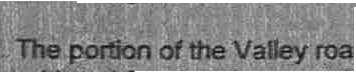 The portion of the Valley roa